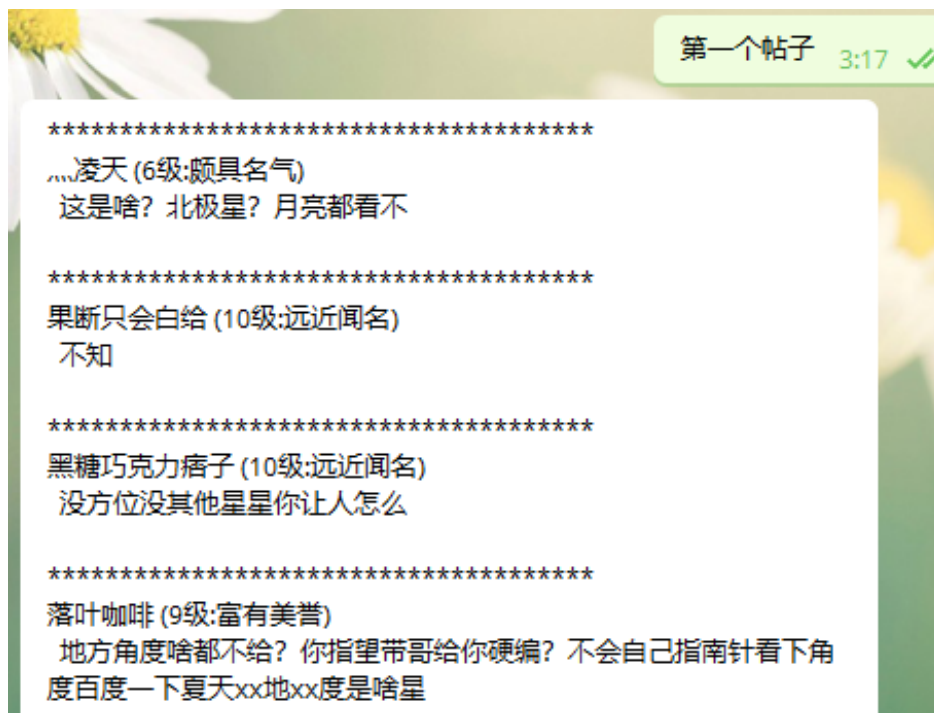 第一个帖子 3:17
**************************************
灬凌天 (6级:颇具名气)
这是啥？北极星？月亮都看不
**************************************
果断只会白给 (10级:远近闻名)
不知
**************************************
黑糖巧克力痞子 (10级:远近闻名)
没方位没其他星星你让人怎么
**************************************
落叶咖啡 (9级:富有美誉)
地方角度啥都不给？你指望带哥给你硬编？不会自己指南针看下角
度百度一下夏天xx地xx度是啥星